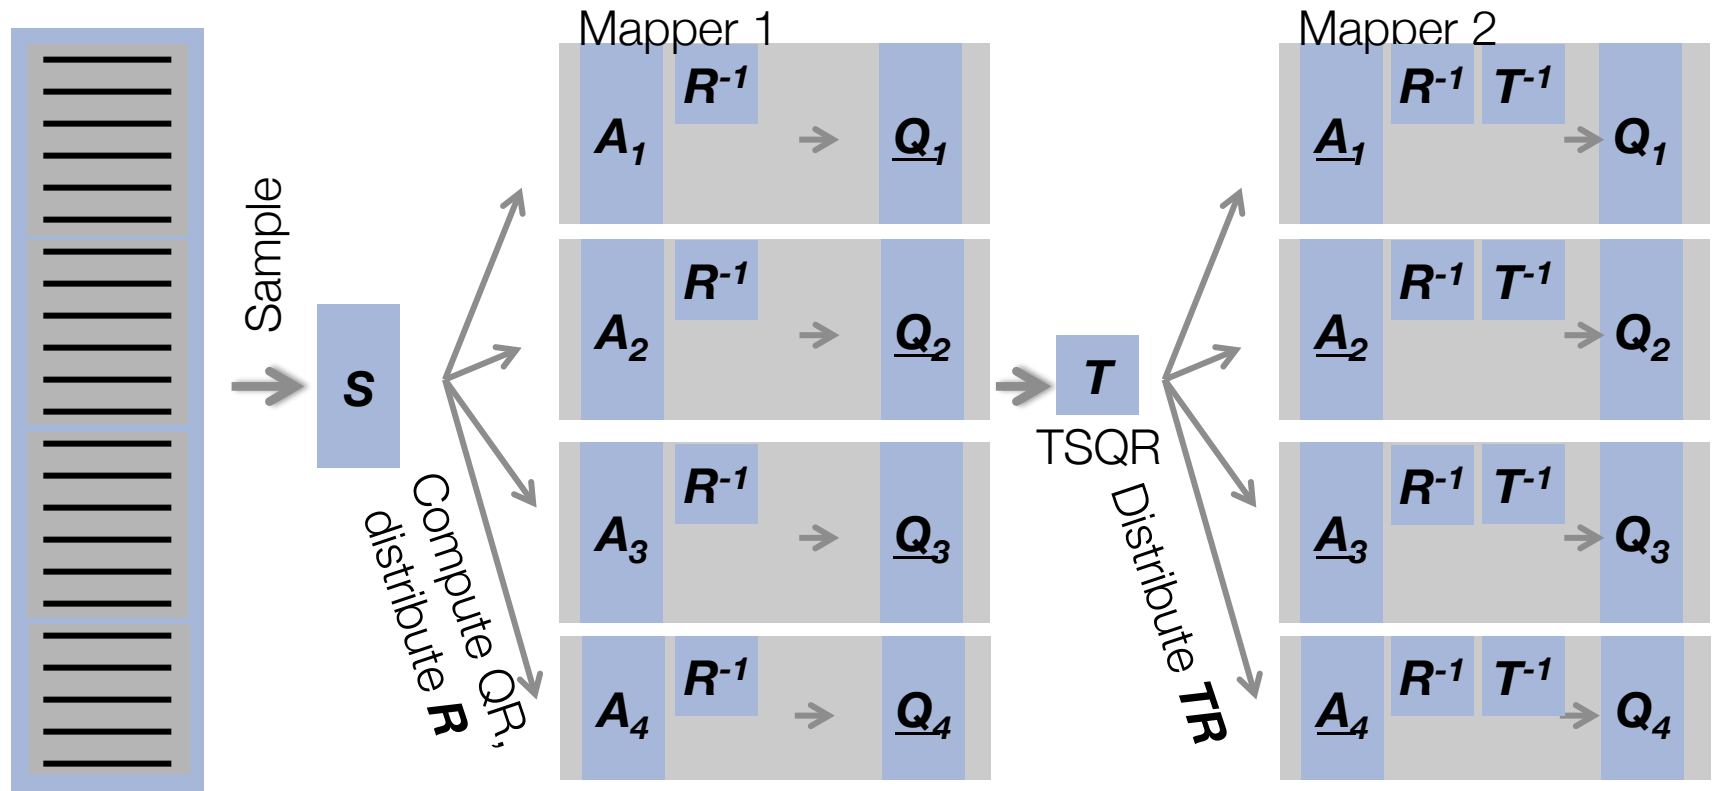 Sample
S
Compute QR,
distribute R
Mapper 1
A1 R-1 Q1
A2 R-1 Q2
A3 R-1 Q3
A4 R-1 Q4
T
TSQR
Distribute TR
Mapper 2
A1 R-1 T-1 Q1
A2 R-1 T-1 Q2
A3 R-1 T-1 Q3
A4 R-1 T-1 Q4